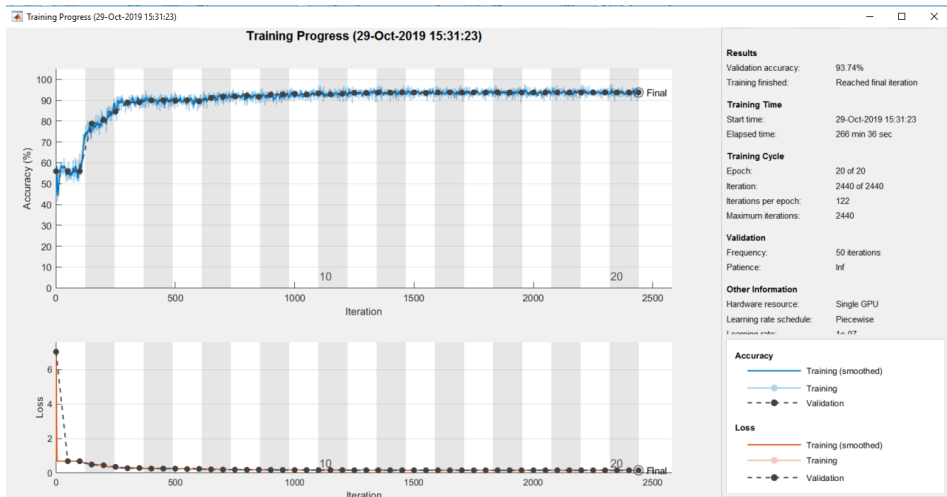 Training Progress (29-Oct-2019 15:31:23)
Training Progress (29-Oct-2019 15:31:23)
100
90
80
70
60
50
40
30
20
10
0
Accuracy (%)
Final
10
20
0
500
1000
1500
2000
2500
Iteration
6
4
2
0
Loss
10
20
Final
0
500
1000
1500
2000
2500
Iteration
Results
Validation accuracy: 93.74%
Training finished: Reached final iteration
Training Time
Start time: 29-Oct-2019 15:31:23
Elapsed time: 266 min 36 sec
Training Cycle
Epoch: 20 of 20
Iteration: 2440 of 2440
Iterations per epoch: 122
Maximum iterations: 2440
Validation
Frequency: 50 iterations
Patience: Inf
Other Information
Hardware resource: Single GPU
Learning rate schedule: Piecewise
Learning rate: 1e-07
Accuracy
Training (smoothed)
Training
Validation
Loss
Training (smoothed)
Training
Validation